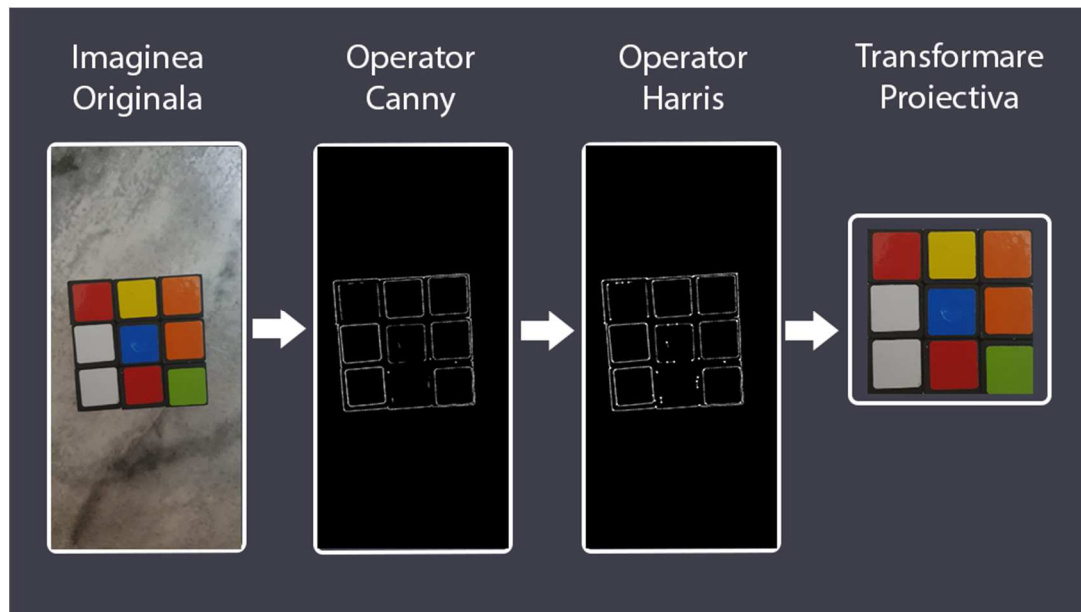 Imaginea
Originala
Operator
Canny
Operator
Harris
Transformare
Proiectiva